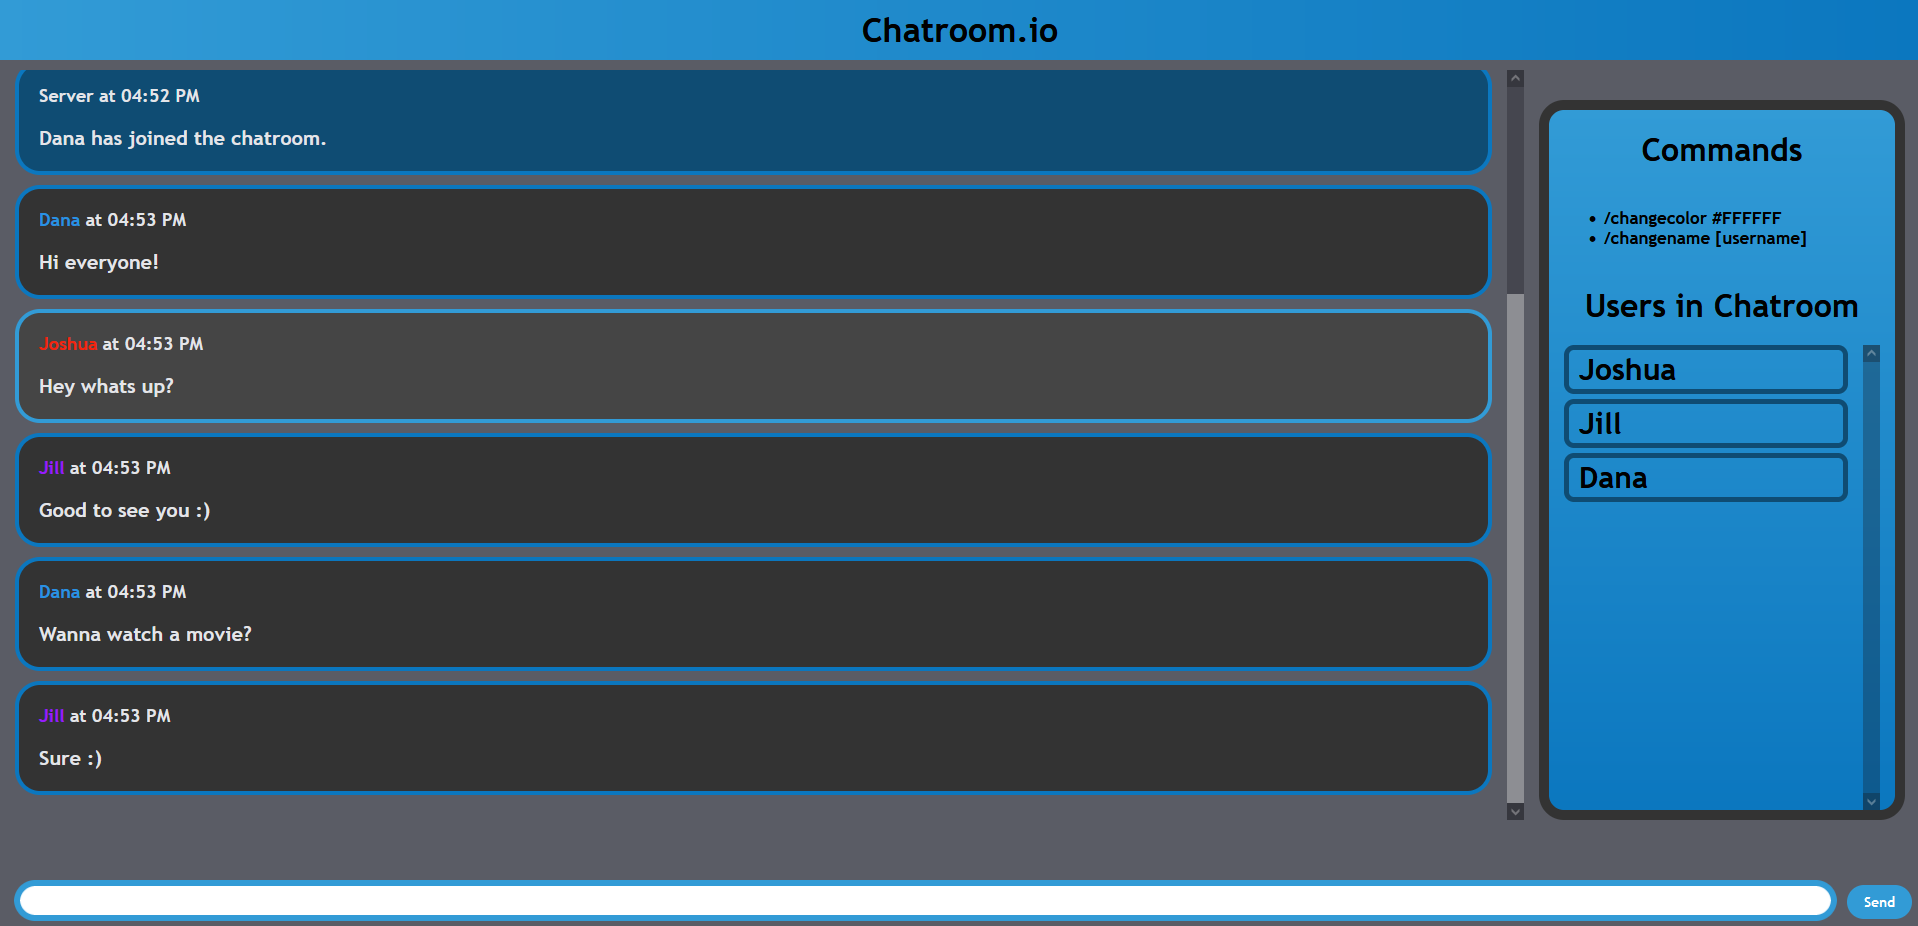 Chatroom.io
Server at 04:52 PM
Dana has joined the chatroom.
Dana at 04:53 PM
Hi everyone!
Joshua at 04:53 PM
Hey whats up?
Jill at 04:53 PM
Good to see you :)
Dana at 04:53 PM
Wanna watch a movie?
Jill at 04:53 PM
Sure :)
Commands
• /changecolor #FFFFFF
• /changename [username]
Users in Chatroom
Joshua
Jill
Dana
Send